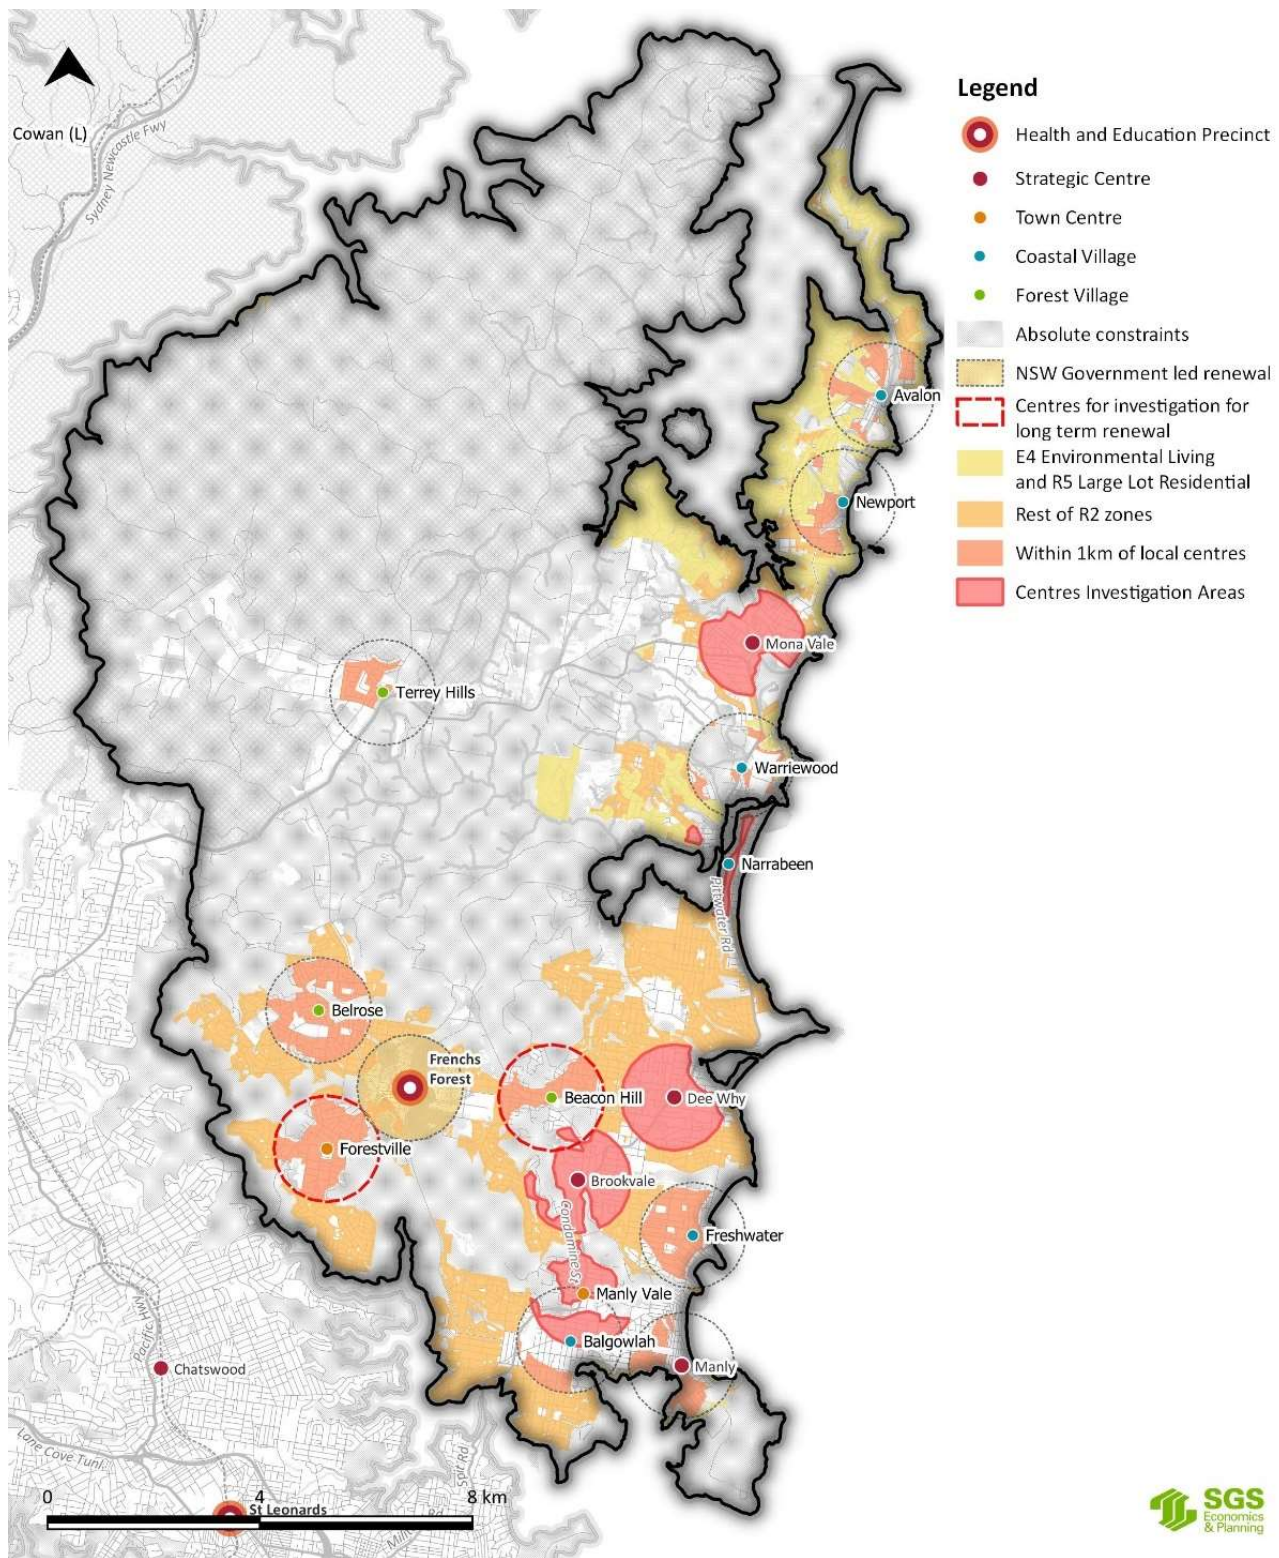 Legend
Health and Education Precinct
Strategic Centre
Town Centre
Coastal Village
Forest Village
Absolute constraints
NSW Government led renewal
Centres for investigation for
long term renewal
E4 Environmental Living
and R5 Large Lot Residential
Rest of R2 zones
Within 1km of local centres
Centres Investigation Areas
Cowan (L)
Sydney Newcastle Fwy
Avalon
Newport
Mona Vale
Terrey Hills
Warriewood
Narrabeen
Pittwater Rd
Belrose
Frenchs
Forest
Beacon Hill
Dee Why
Forestville
Brookvale
Condamine St
Freshwater
Manly Vale
Balgowlah
Manly
Pacific Hwy
Chatswood
Lane Cove Tunl
Spit Rd
St Leonards
0 4 8 km
SGS
Economics
& Planning